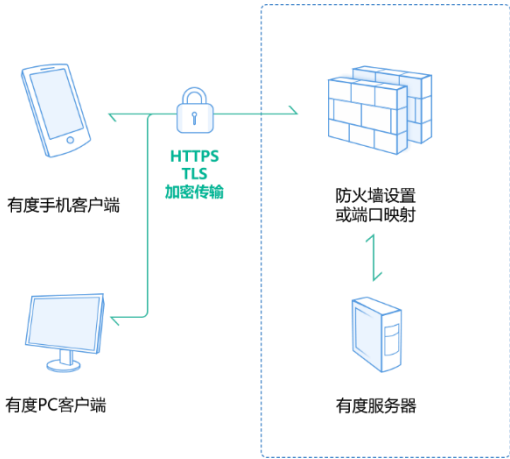 HTTPS
TLS
加密传输
有度手机客户端
防火墙设置
或端口映射
有度PC客户端
有度服务器